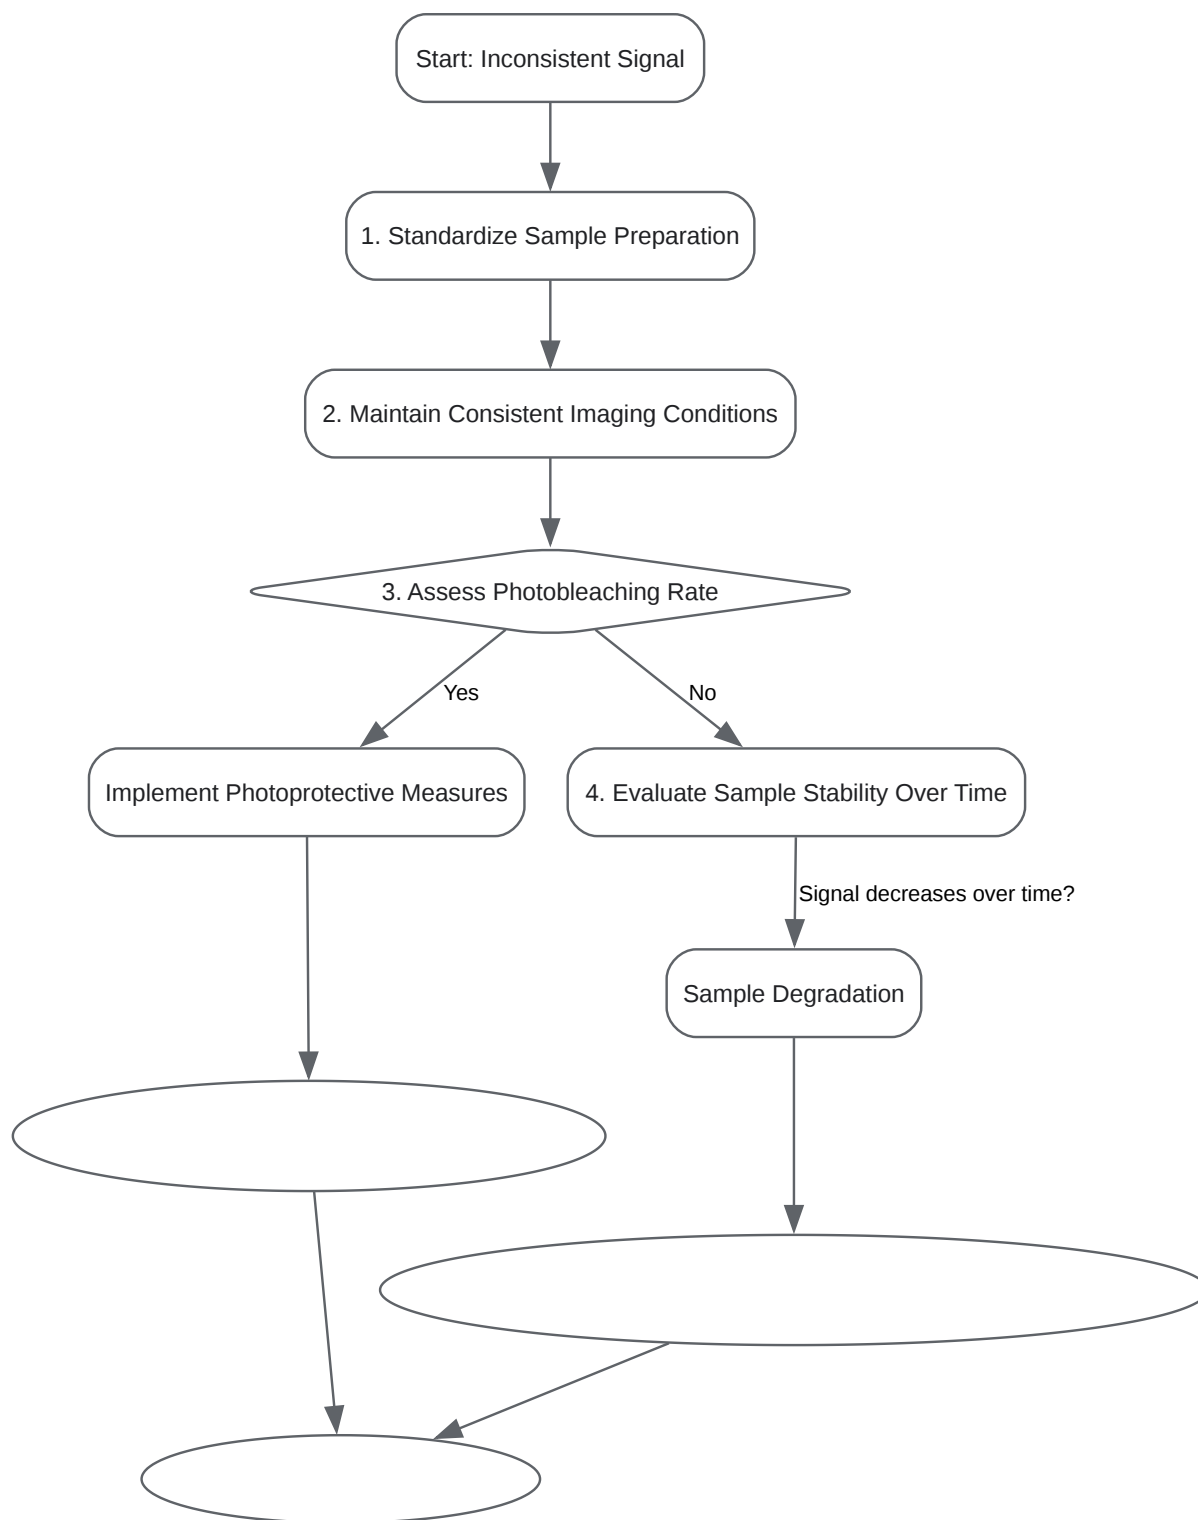 Start: Inconsistent Signal
1. Standardize Sample Preparation
2. Maintain Consistent Imaging Conditions
3. Assess Photobleaching Rate
Yes
No
Implement Photoprotective Measures
4. Evaluate Sample Stability Over Time
Signal decreases over time?
Sample Degradation